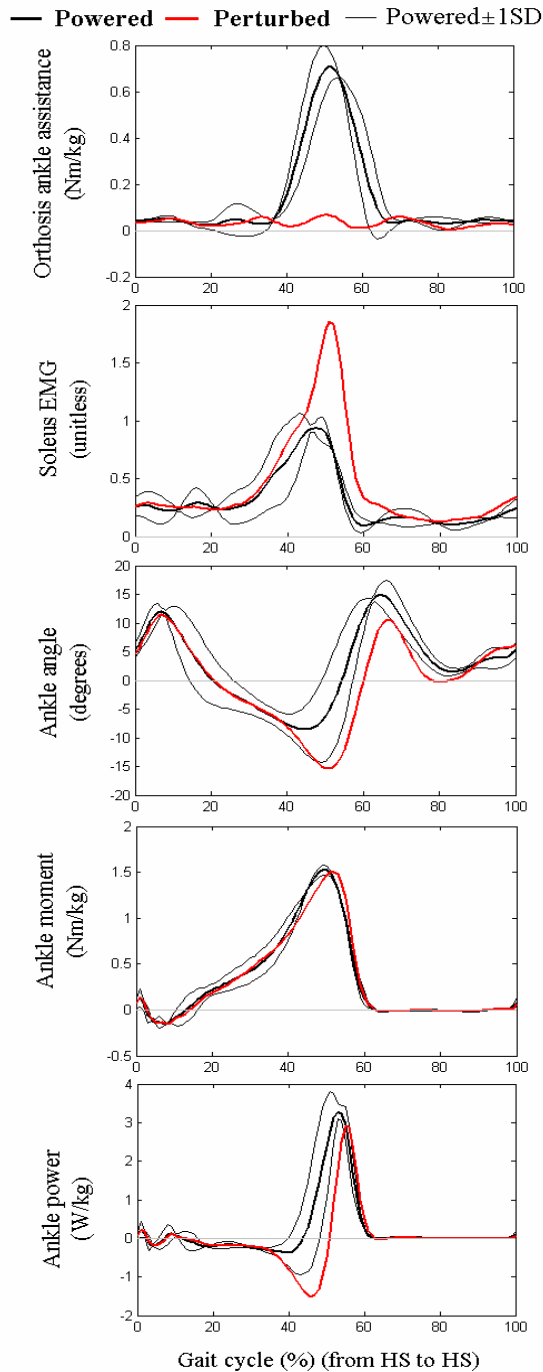 Powered Perturbed Powered±1SD
Orthosis ankle assistance
(Nm/kg)
0.8
0.6
0.4
0.2
0
-0.2
0 20 40 60 80 100
Soleus EMG
(unitless)
2
1.5
1
0.5
0
0 20 40 60 80 100
Ankle angle
(degrees)
20
15
10
5
0
-5
-10
-15
-20
0 20 40 60 80 100
Ankle moment
(Nm/kg)
2
1.5
1
0.5
0
-0.5
0 20 40 60 80 100
Ankle power
(W/kg)
4
3
2
1
0
-1
-2
0 20 40 60 80 100
Gait cycle (%) (from HS to HS)